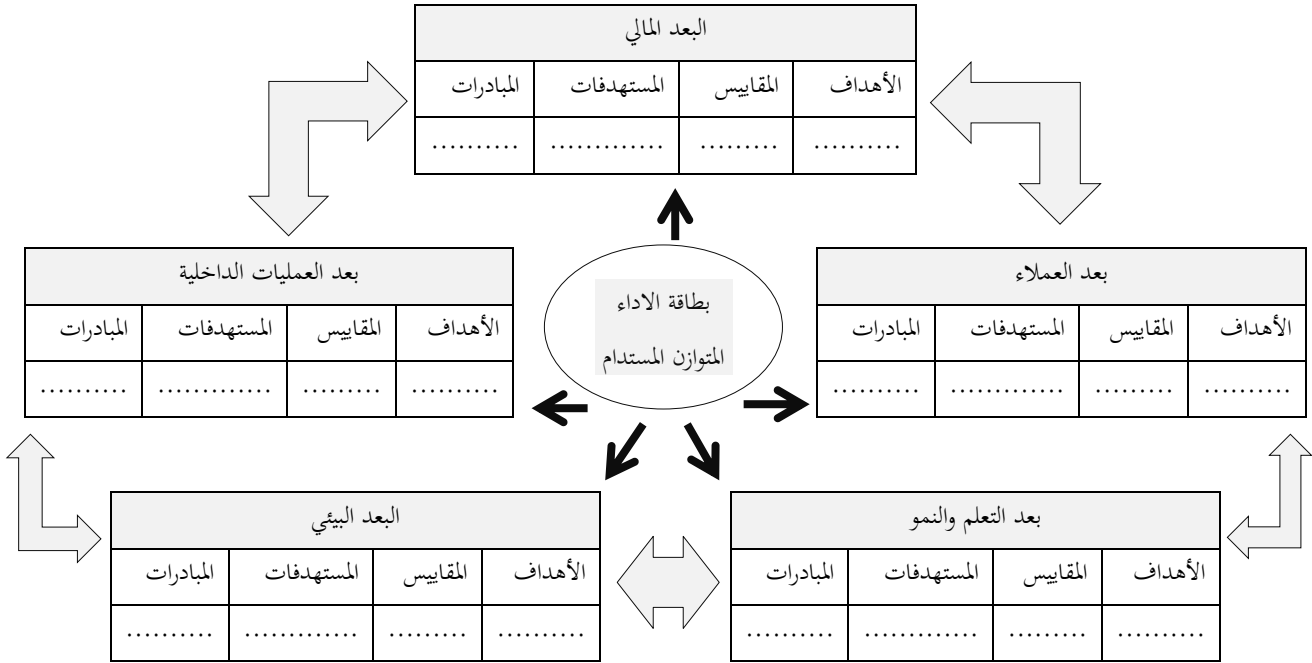 البعد المالي
الأهداف المقاييس المستهدفات المبادرات
.......... ......... ............. ..........
بعد العملاء
الأهداف المقاييس المستهدفات المبادرات
.......... ......... ............. ..........
بطاقة الاداء
المتوازن المستدام
بعد العمليات الداخلية
الأهداف المقاييس المستهدفات المبادرات
.......... ......... ............. ..........
بعد التعلم والنمو
الأهداف المقاييس المستهدفات المبادرات
.......... ......... ............. ..........
البعد البيئي
الأهداف المقاييس المستهدفات المبادرات
.......... ......... ............. ..........